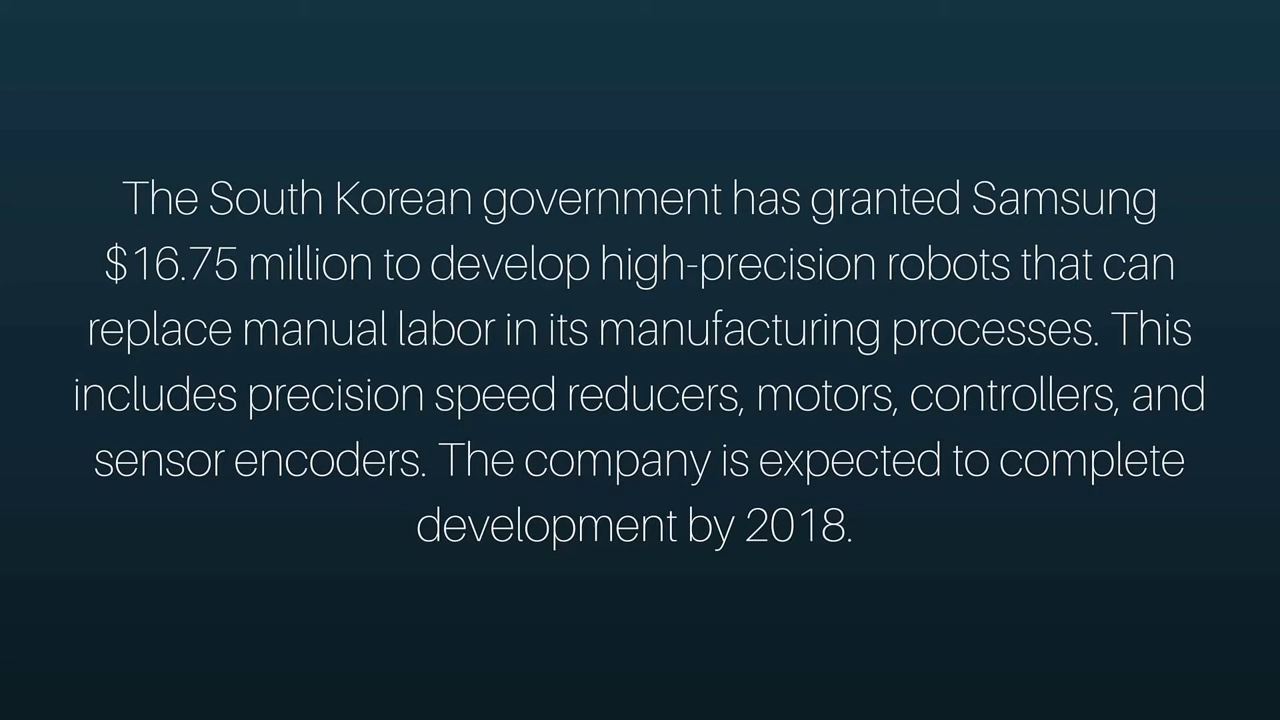 The South Korean government has granted Samsung
$16.75 million to develop high-precision robots that can
replace manual labor in its manufacturing processes. This
includes precision speed reducers, motors, controllers, and
sensor encoders. The company is expected to complete
development by 2018.